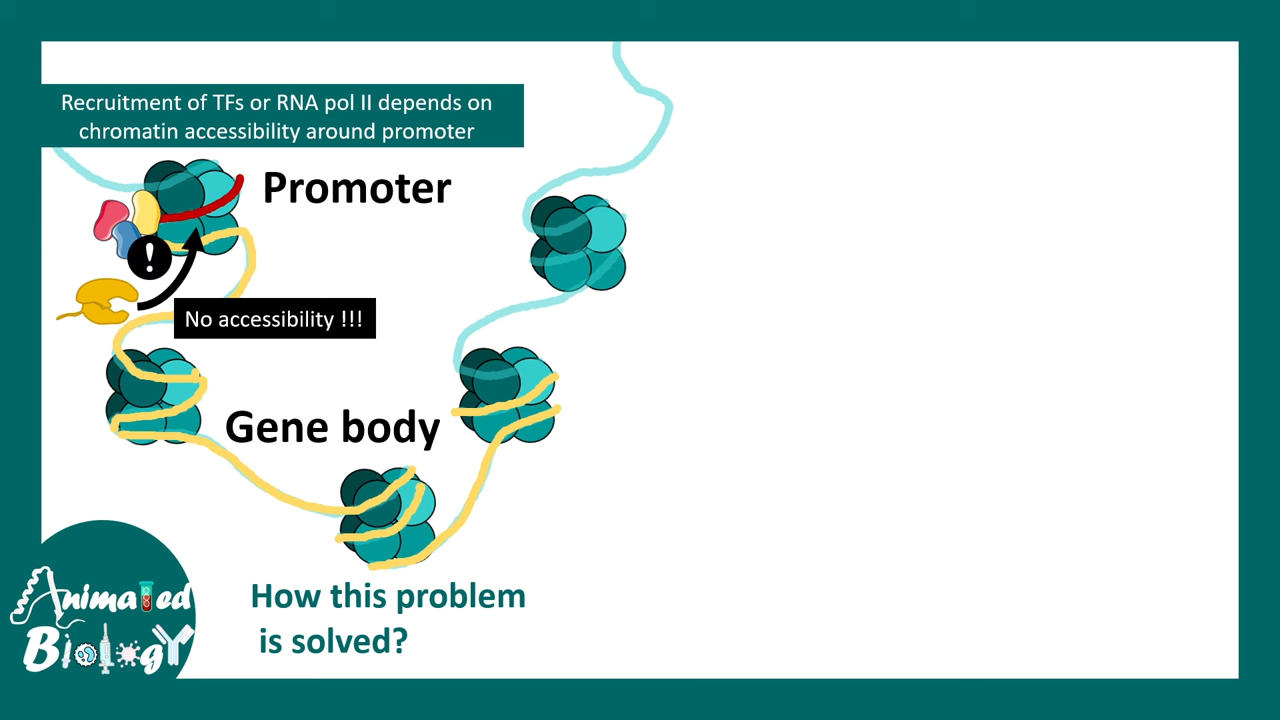 Recruitment of TFs or RNA pol II depends on
chromatin accessibility around promoter
Promoter
!
No accessibility !!!
Gene body
How this problem
is solved?
Animated
Biology